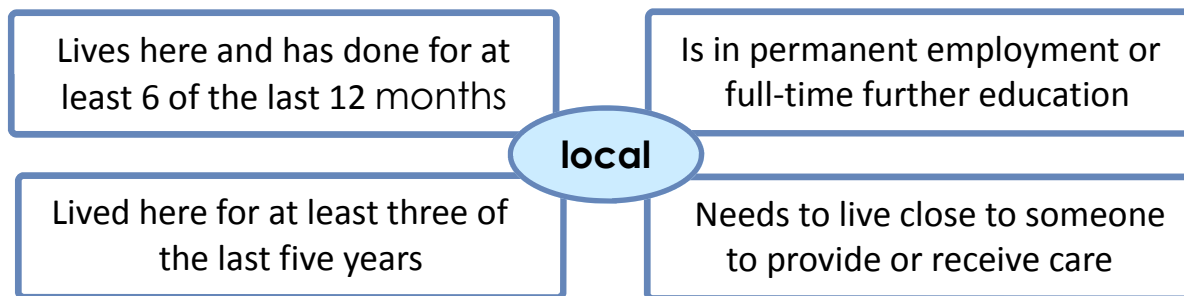 Lives here and has done for at
least 6 of the last 12 months
Is in permanent employment or
full-time further education
local
Lived here for at least three of
the last five years
Needs to live close to someone
to provide or receive care